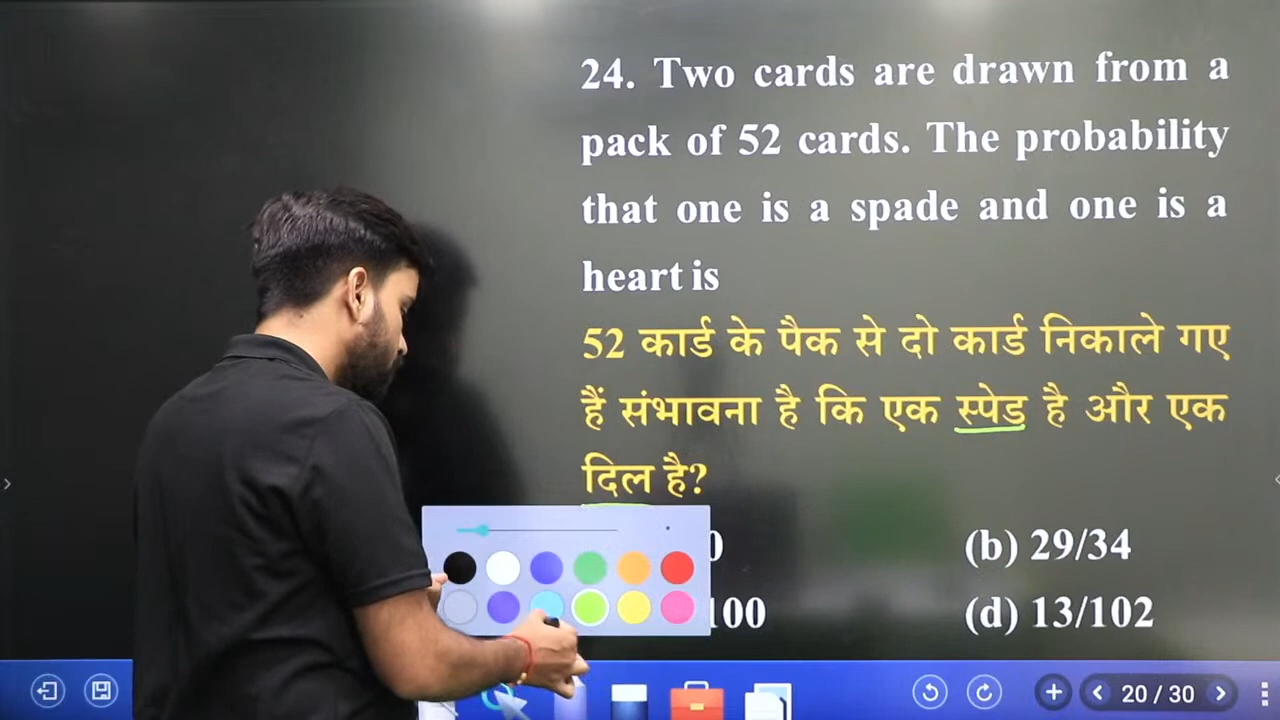 24. Two cards are drawn from a
pack of 52 cards. The probability
that one is a spade and one is a
heart is
52 कार्ड के पैक से दो कार्ड निकाले गए
हैं संभावना है कि एक स्पेड है और एक
दिल है?
(b) 29/34
(d) 13/102
20 / 30